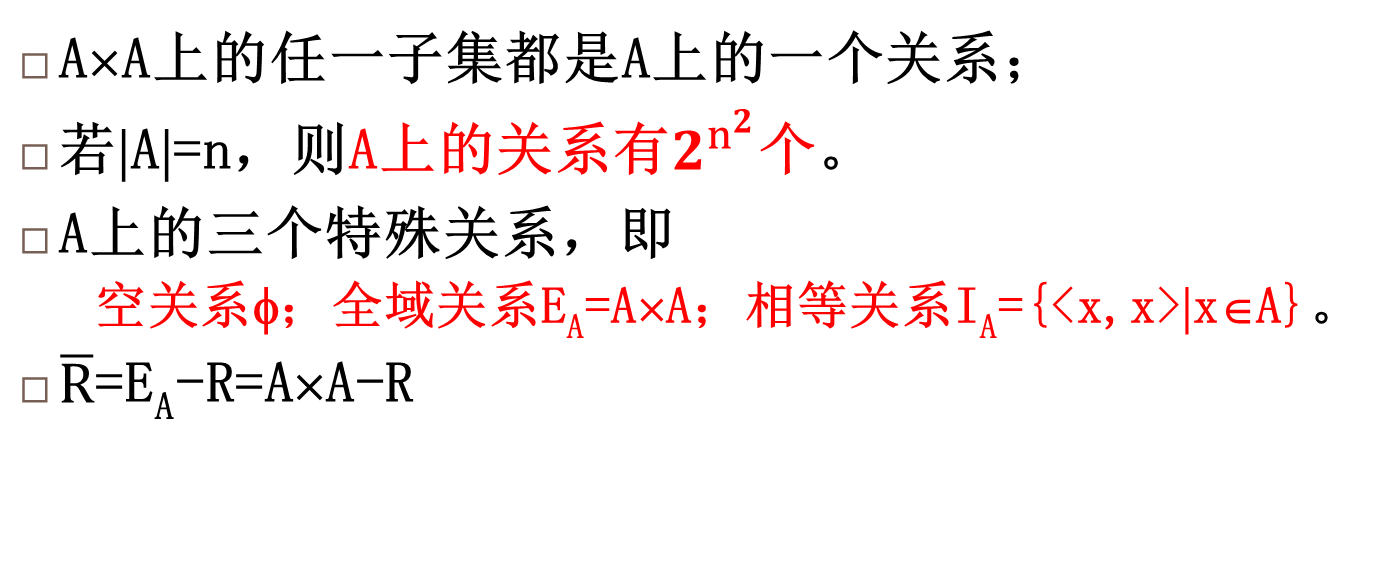 □ A×A上的任一子集都是A上的一个关系；
□ 若|A|=n，则A上的关系有2^{n^2}个。
□ A上的三个特殊关系，即
空关系ϕ；全域关系E_A=A×A；相等关系I_A={<x,x>|x∈A}。
□ R̅=E_A-R=A×A-R